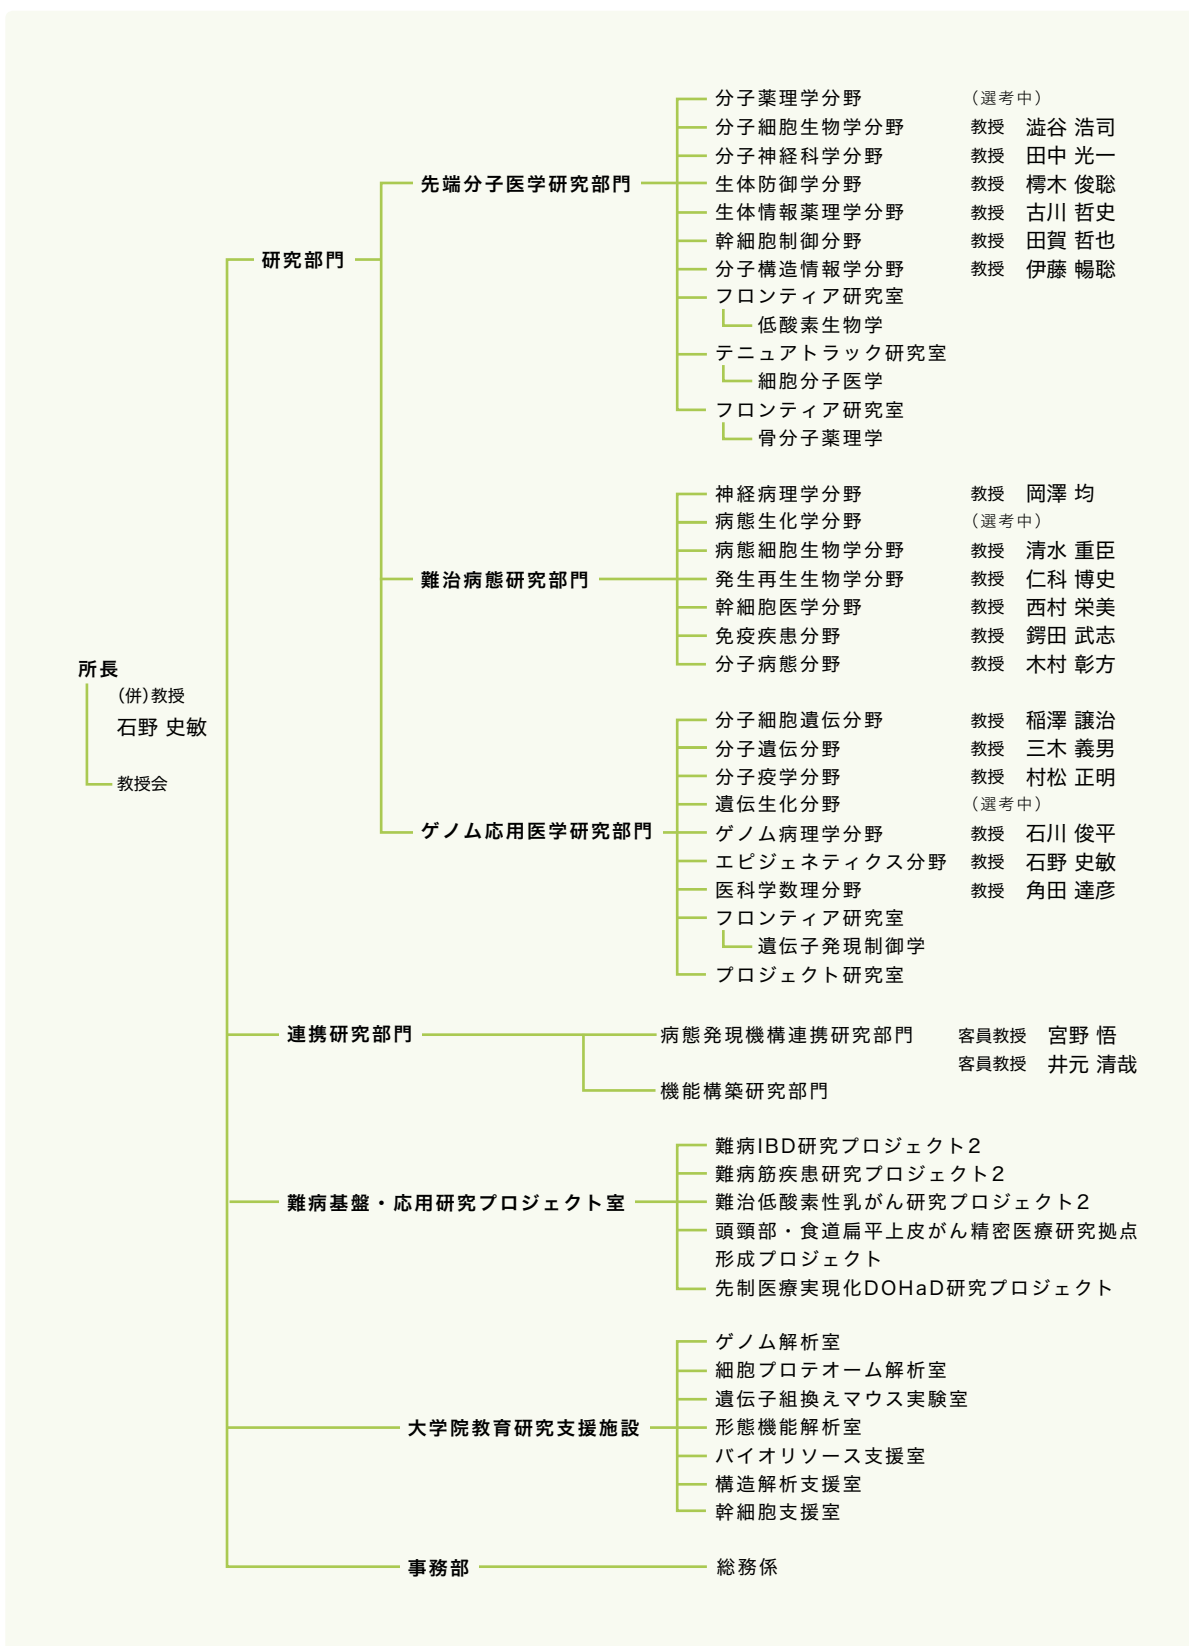 分子薬理学分野 (選考中)
分子細胞生物学分野 教授 澁谷 浩司
分子神経科学分野 教授 田中 光一
先端分子医学研究部門
生体防御学分野 教授 樗木 俊聡
生体情報薬理学分野 教授 古川 哲史
幹細胞制御分野 教授 田賀 哲也
研究部門
分子構造情報学分野 教授 伊藤 暢聡
フロンティア研究室
低酸素生物学
テニュアトラック研究室
細胞分子医学
フロンティア研究室
骨分子薬理学
神経病理学分野 教授 岡澤 均
病態生化学分野 (選考中)
病態細胞生物学分野 教授 清水 重臣
難治病態研究部門
発生再生生物学分野 教授 仁科 博史
幹細胞医学分野 教授 西村 栄美
免疫疾患分野 教授 鍔田 武志
分子病態分野 教授 木村 彰方
所長
(併)教授
石野 史敏
教授会
分子細胞遺伝分野 教授 稲澤 譲治
分子遺伝分野 教授 三木 義男
分子疫学分野 教授 村松 正明
遺伝生化分野 (選考中)
ゲノム応用医学研究部門
ゲノム病理学分野 教授 石川 俊平
エピジェネティクス分野 教授 石野 史敏
医科学数理分野 教授 角田 達彦
フロンティア研究室
遺伝子発現制御学
プロジェクト研究室
連携研究部門
病態発現機構連携研究部門 客員教授 宮野 悟
客員教授 井元 清哉
機能構築研究部門
難病IBD研究プロジェクト2
難病筋疾患研究プロジェクト2
難病基盤・応用研究プロジェクト室
難治低酸素性乳がん研究プロジェクト2
頭頸部・食道扁平上皮がん精密医療研究拠点
形成プロジェクト
先制医療実現化DOHaD研究プロジェクト
ゲノム解析室
細胞プロテオーム解析室
遺伝子組換えマウス実験室
大学院教育研究支援施設
形態機能解析室
バイオリソース支援室
構造解析支援室
幹細胞支援室
事務部
総務係